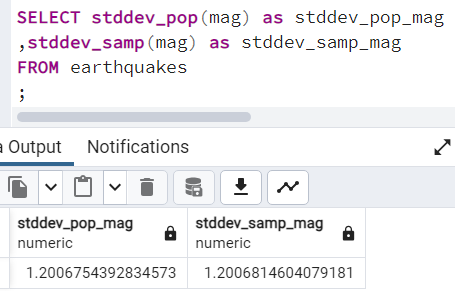 SELECT stddev_pop(mag) as stddev_pop_mag
,stddev_samp(mag) as stddev_samp_mag
FROM earthquakes
;
a Output Notifications
stddev_pop_mag stddev_samp_mag
numeric numeric
1.2006754392834573 1.2006814604079181